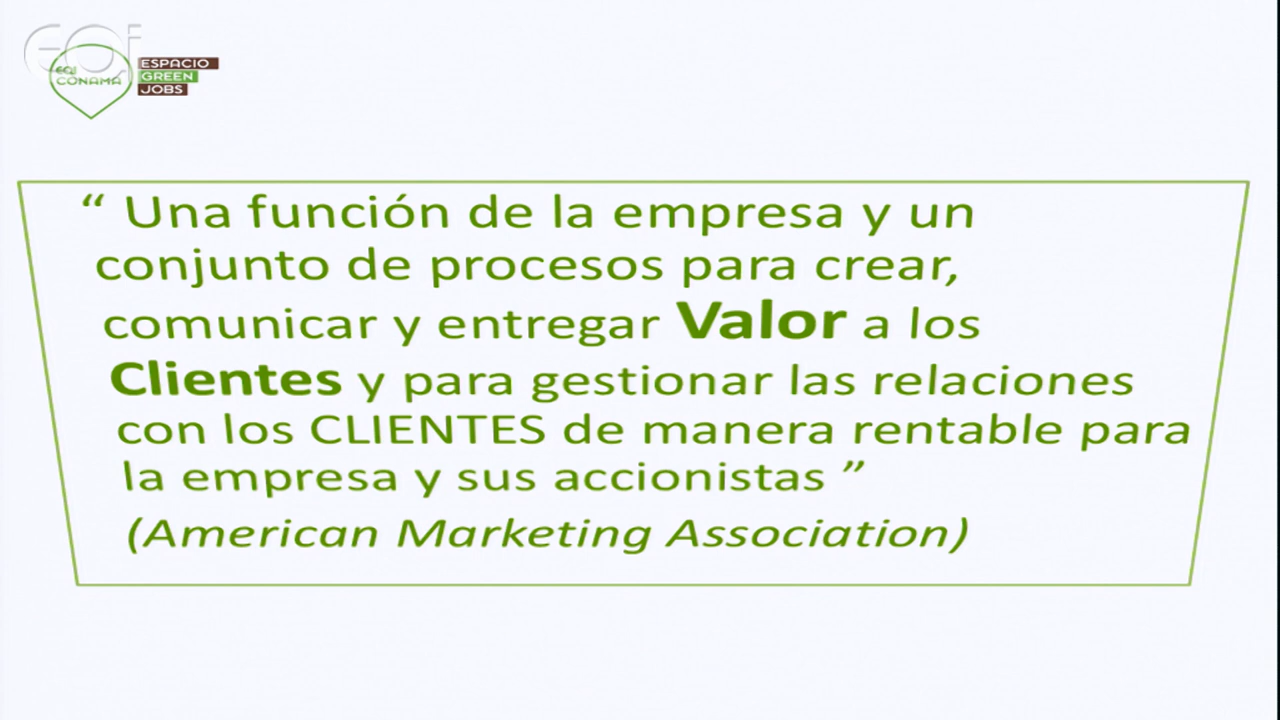 eoi
eoi
CONAMA
ESPACIO
GREEN
JOBS
“ Una función de la empresa y un
conjunto de procesos para crear,
comunicar y entregar Valor a los
Clientes y para gestionar las relaciones
con los CLIENTES de manera rentable para
la empresa y sus accionistas ”
(American Marketing Association)